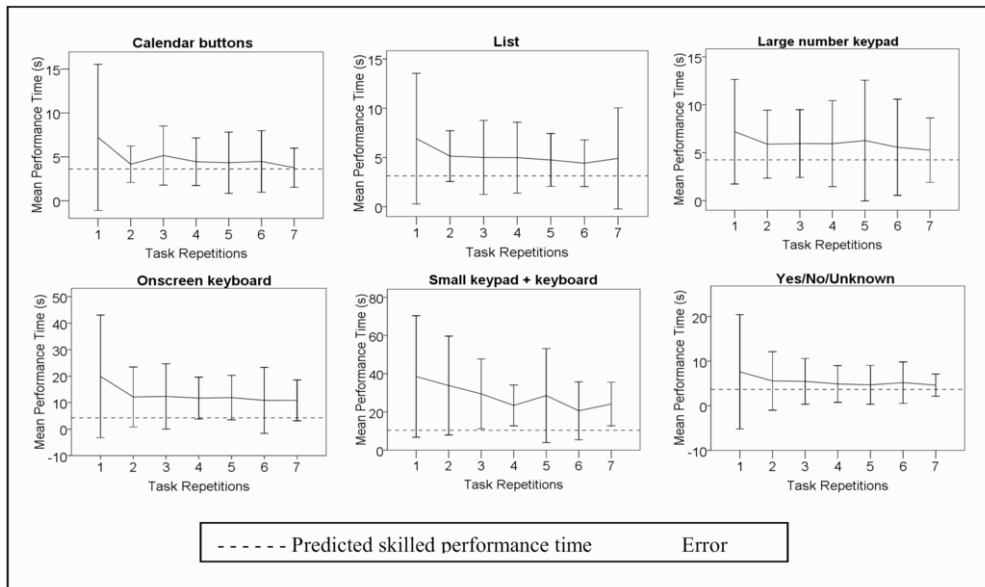 Calendar buttons
Mean Performance Time (s)
15
10
5
0
1 2 3 4 5 6 7
Task Repetitions
List
Mean Performance Time (s)
15
10
5
0
1 2 3 4 5 6 7
Task Repetitions
Large number keypad
Mean Performance Time (s)
15
10
5
0
1 2 3 4 5 6 7
Task Repetitions
Onscreen keyboard
Mean Performance Time (s)
50
40
30
20
10
0
-10
1 2 3 4 5 6 7
Task Repetitions
Small keypad + keyboard
Mean Performance Time (s)
80
60
40
20
0
1 2 3 4 5 6 7
Task Repetitions
Yes/No/Unknown
Mean Performance Time (s)
20
10
0
-10
1 2 3 4 5 6 7
Task Repetitions
Predicted skilled performance time Error